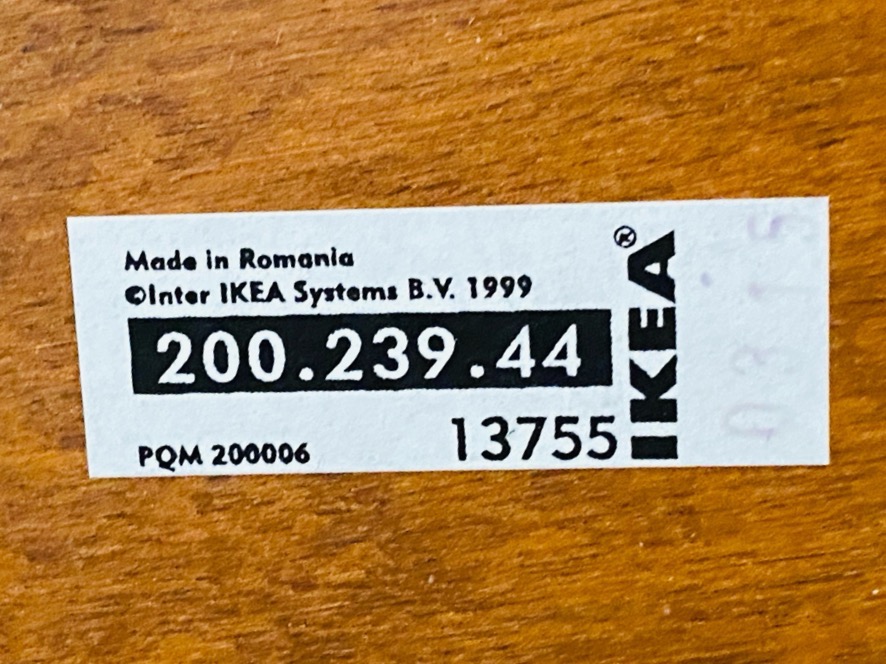 Made in Romania
©Inter IKEA Systems B.V. 1999
200.239.44
PQM 200006
13755
IKEA®